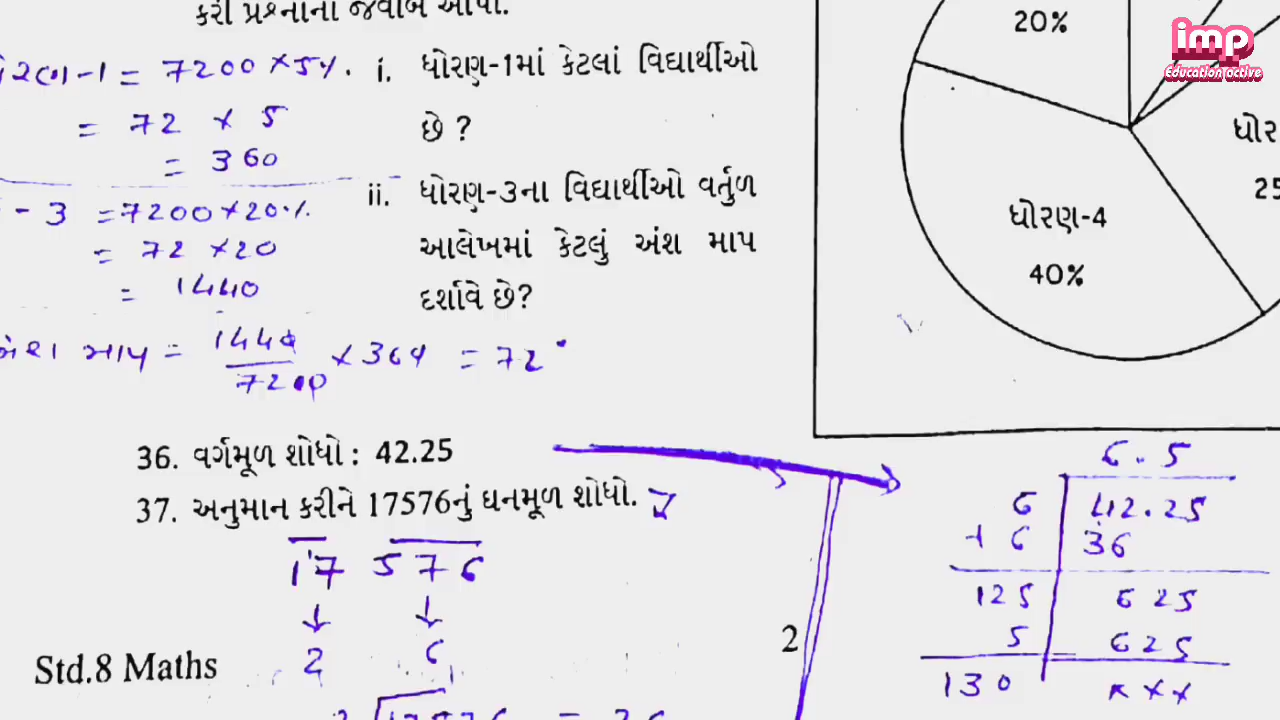 કરી પ્રશ્નોના જવાબ આપો.
-1 = 7200 × 5%.
= 72 × 5
= 360
- 3 = 7200 × 20%.
= 72 × 20
= 1440
માપ = 1440 / 7200 × 360 = 72°
i. ધોરણ-1માં કેટલાં વિદ્યાર્થીઓ
છે ?
ii. ધોરણ-3ના વિદ્યાર્થીઓ વર્તુળ
આલેખમાં કેટલું અંશ માપ
દર્શાવે છે?
20%
imp
Education active
25
ધોરણ-4
40%
36. વર્ગમૂળ શોધો : 42.25
37. અનુમાન કરીને 17576નું ઘનમૂળ શોધો.
17 576
2 6
6.5
6 42.25
+ 6 36
125 625
5 625
130 × × ×
2
Std.8 Maths